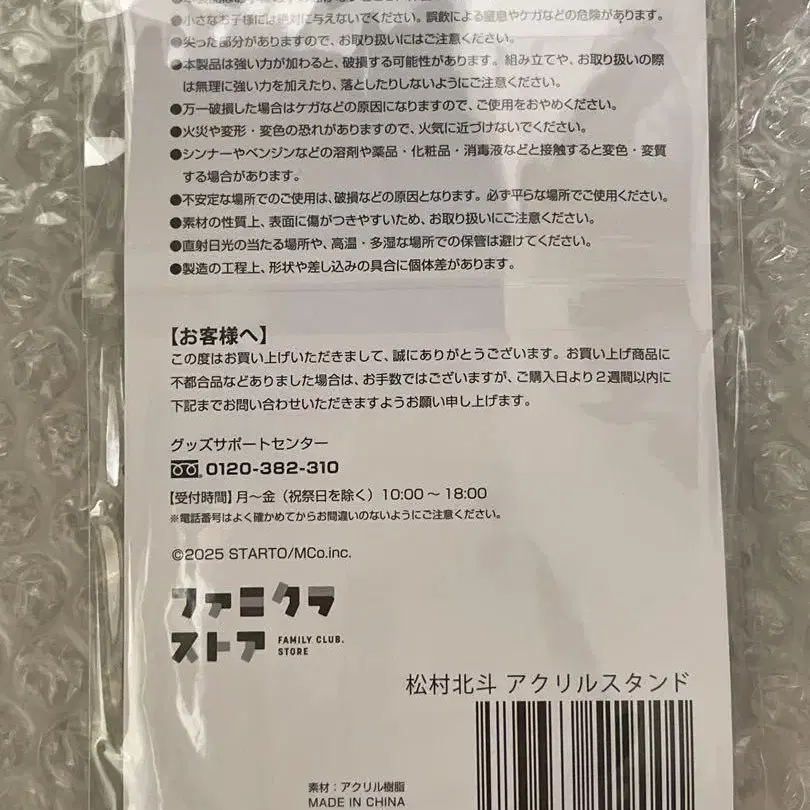 ●小さなお子様には絶対に与えないでください。誤飲による窒息やケガなどの危険があります。
●尖った部分がありますので、お取り扱いにはご注意ください。
●本製品は強い力が加わると、破損する可能性があります。組み立てや、お取り扱いの際
は無理に強い力を加えたり、落としたりしないようにご注意ください。
●万一破損した場合はケガなどの原因になりますので、ご使用をおやめください。
●火災や変形・変色の恐れがありますので、火気に近づけないでください。
●シンナーやベンジンなどの溶剤や薬品・化粧品・消毒液などと接触すると変色・変質
する場合があります。
●不安定な場所でのご使用は、破損などの原因となります。必ず平らな場所でご使用ください。
●素材の性質上、表面に傷がつきやすいため、お取り扱いにご注意ください。
●直射日光の当たる場所や、高温・多湿な場所での保管は避けてください。
●製造の工程上、形状や差し込みの具合に個体差があります。
【お客様へ】
この度はお買い上げいただきまして、誠にありがとうございます。お買い上げ商品に
不都合品などありました場合は、お手数ではございますが、ご購入日より2週間以内に
下記までお問い合わせいただきますようお願い申し上げます。
グッズサポートセンター
0120-382-310
【受付時間】月〜金（祝祭日を除く）10:00 〜 18:00
※電話番号はよく確かめてからお間違いのないようにご注意ください。
©2025 STARTO/MCo.inc.
ファミクラ
ストア FAMILY CLUB.
STORE
松村北斗 アクリルスタンド
素材：アクリル樹脂
MADE IN CHINA